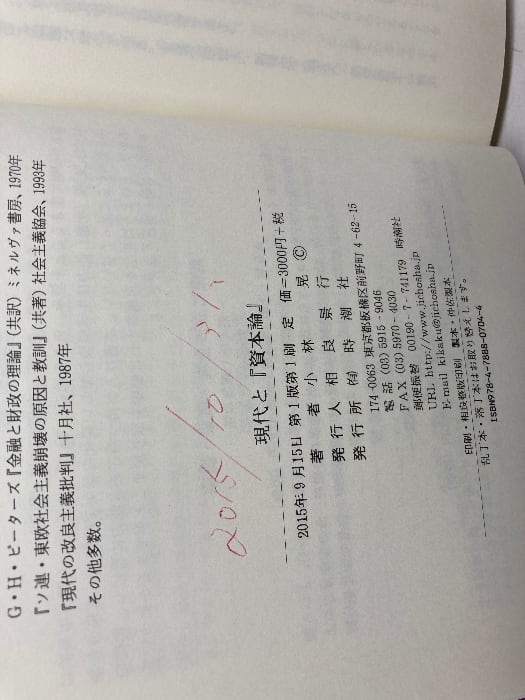 G・H・ピーターズ『金融と財政の理論』(共訳) ミネルヴァ書房、1970年
『ソ連・東欧社会主義崩壊の原因と教訓』(共著) 社会主義協会、1993年
『現代の改良主義批判』十月社、1987年
その他多数。
2015/10/31
現代と『資本論』
2015年9月15日 第1版第1刷 定 価=3000円+税
著 者 小 林 晃 ©
発 行 人 相 良 景 行
発 行 所 ㈲ 時 潮 社
174-0063 東京都板橋区前野町 4-62-15
電 話 (03) 5915-9046
FAX (03) 5970-4030
郵便振替 00190-7-741179 時潮社
URL http://www.jichosha.jp
E-mail kikaku@jichosha.jp
印刷・相良整版印刷 製本・仲佐製本
乱丁本・落丁本はお取り替えします。
ISBN978-4-7888-0704-4